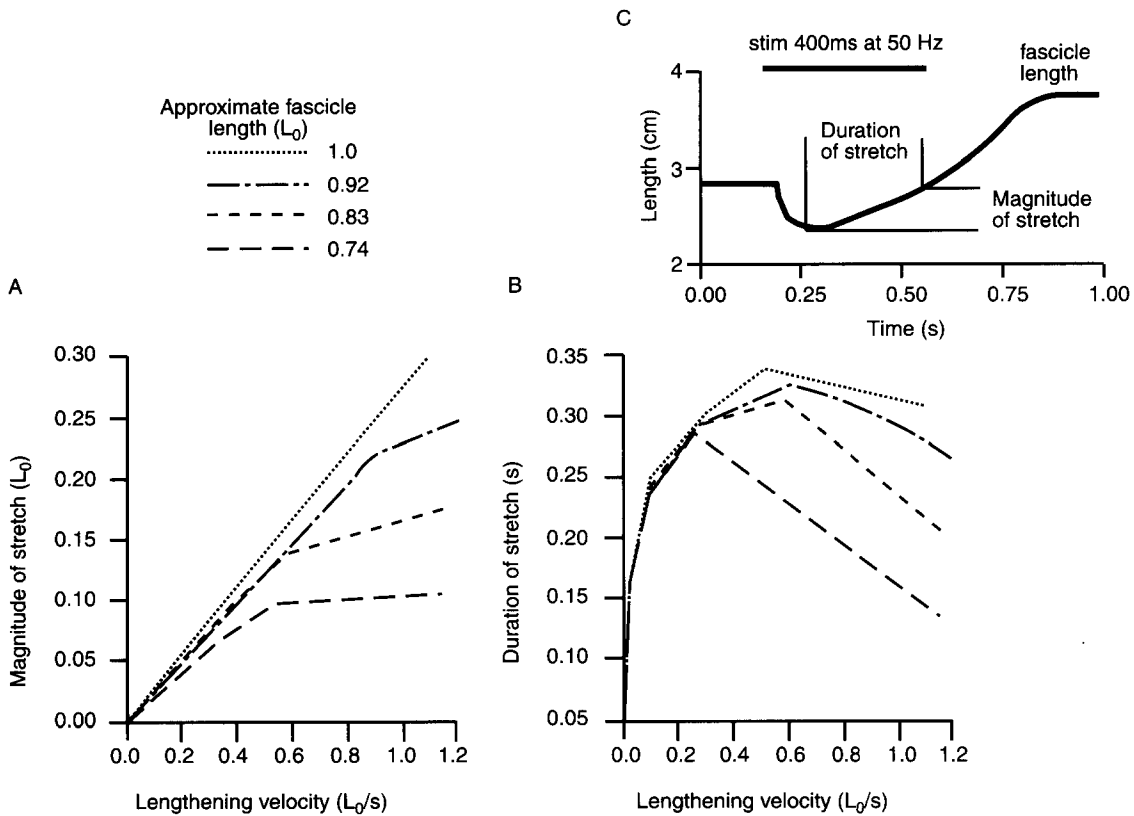 C
stim 400ms at 50 Hz
fascicle
length
Approximate fascicle
length (L₀)
1.0
0.92
0.83
0.74
4
3
2
Length (cm)
Duration
of stretch
Magnitude
of stretch
0.00
0.25
0.50
0.75
1.00
Time (s)
A
0.30
0.25
0.20
0.15
0.10
0.05
0.00
Magnitude of stretch (L₀)
0.0
0.2
0.4
0.6
0.8
1.0
1.2
Lengthening velocity (L₀/s)
B
0.35
0.30
0.25
0.20
0.15
0.10
0.05
Duration of stretch (s)
0.0
0.2
0.4
0.6
0.8
1.0
1.2
Lengthening velocity (L₀/s)